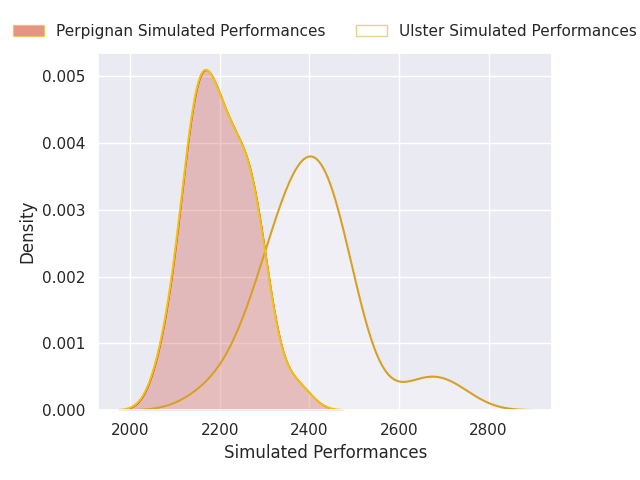 Perpignan Simulated Performances Ulster Simulated Performances
0.005
0.004
0.003
0.002
0.001
0.000
Density
2000 2200 2400 2600 2800
Simulated Performances